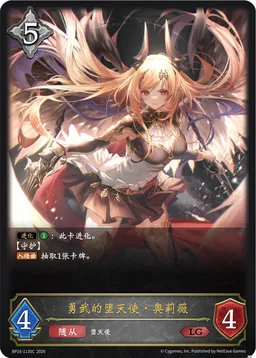 5
进化 1 ：此卡进化。
【守护】
入场曲 抽取1张卡牌。
勇武的堕天使·奥莉薇
4
随从 堕天使
LG
4
BP16-113SC 2026
© Cygames, Inc. Published by NetEase Games